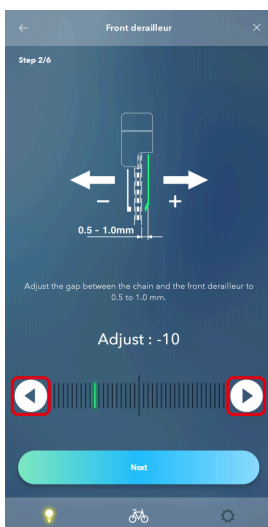 Front derailleur
Step 2/6
− +
0.5 - 1.0mm
Adjust the gap between the chain and the front derailleur to
0.5 to 1.0 mm.
Adjust : -10
Next